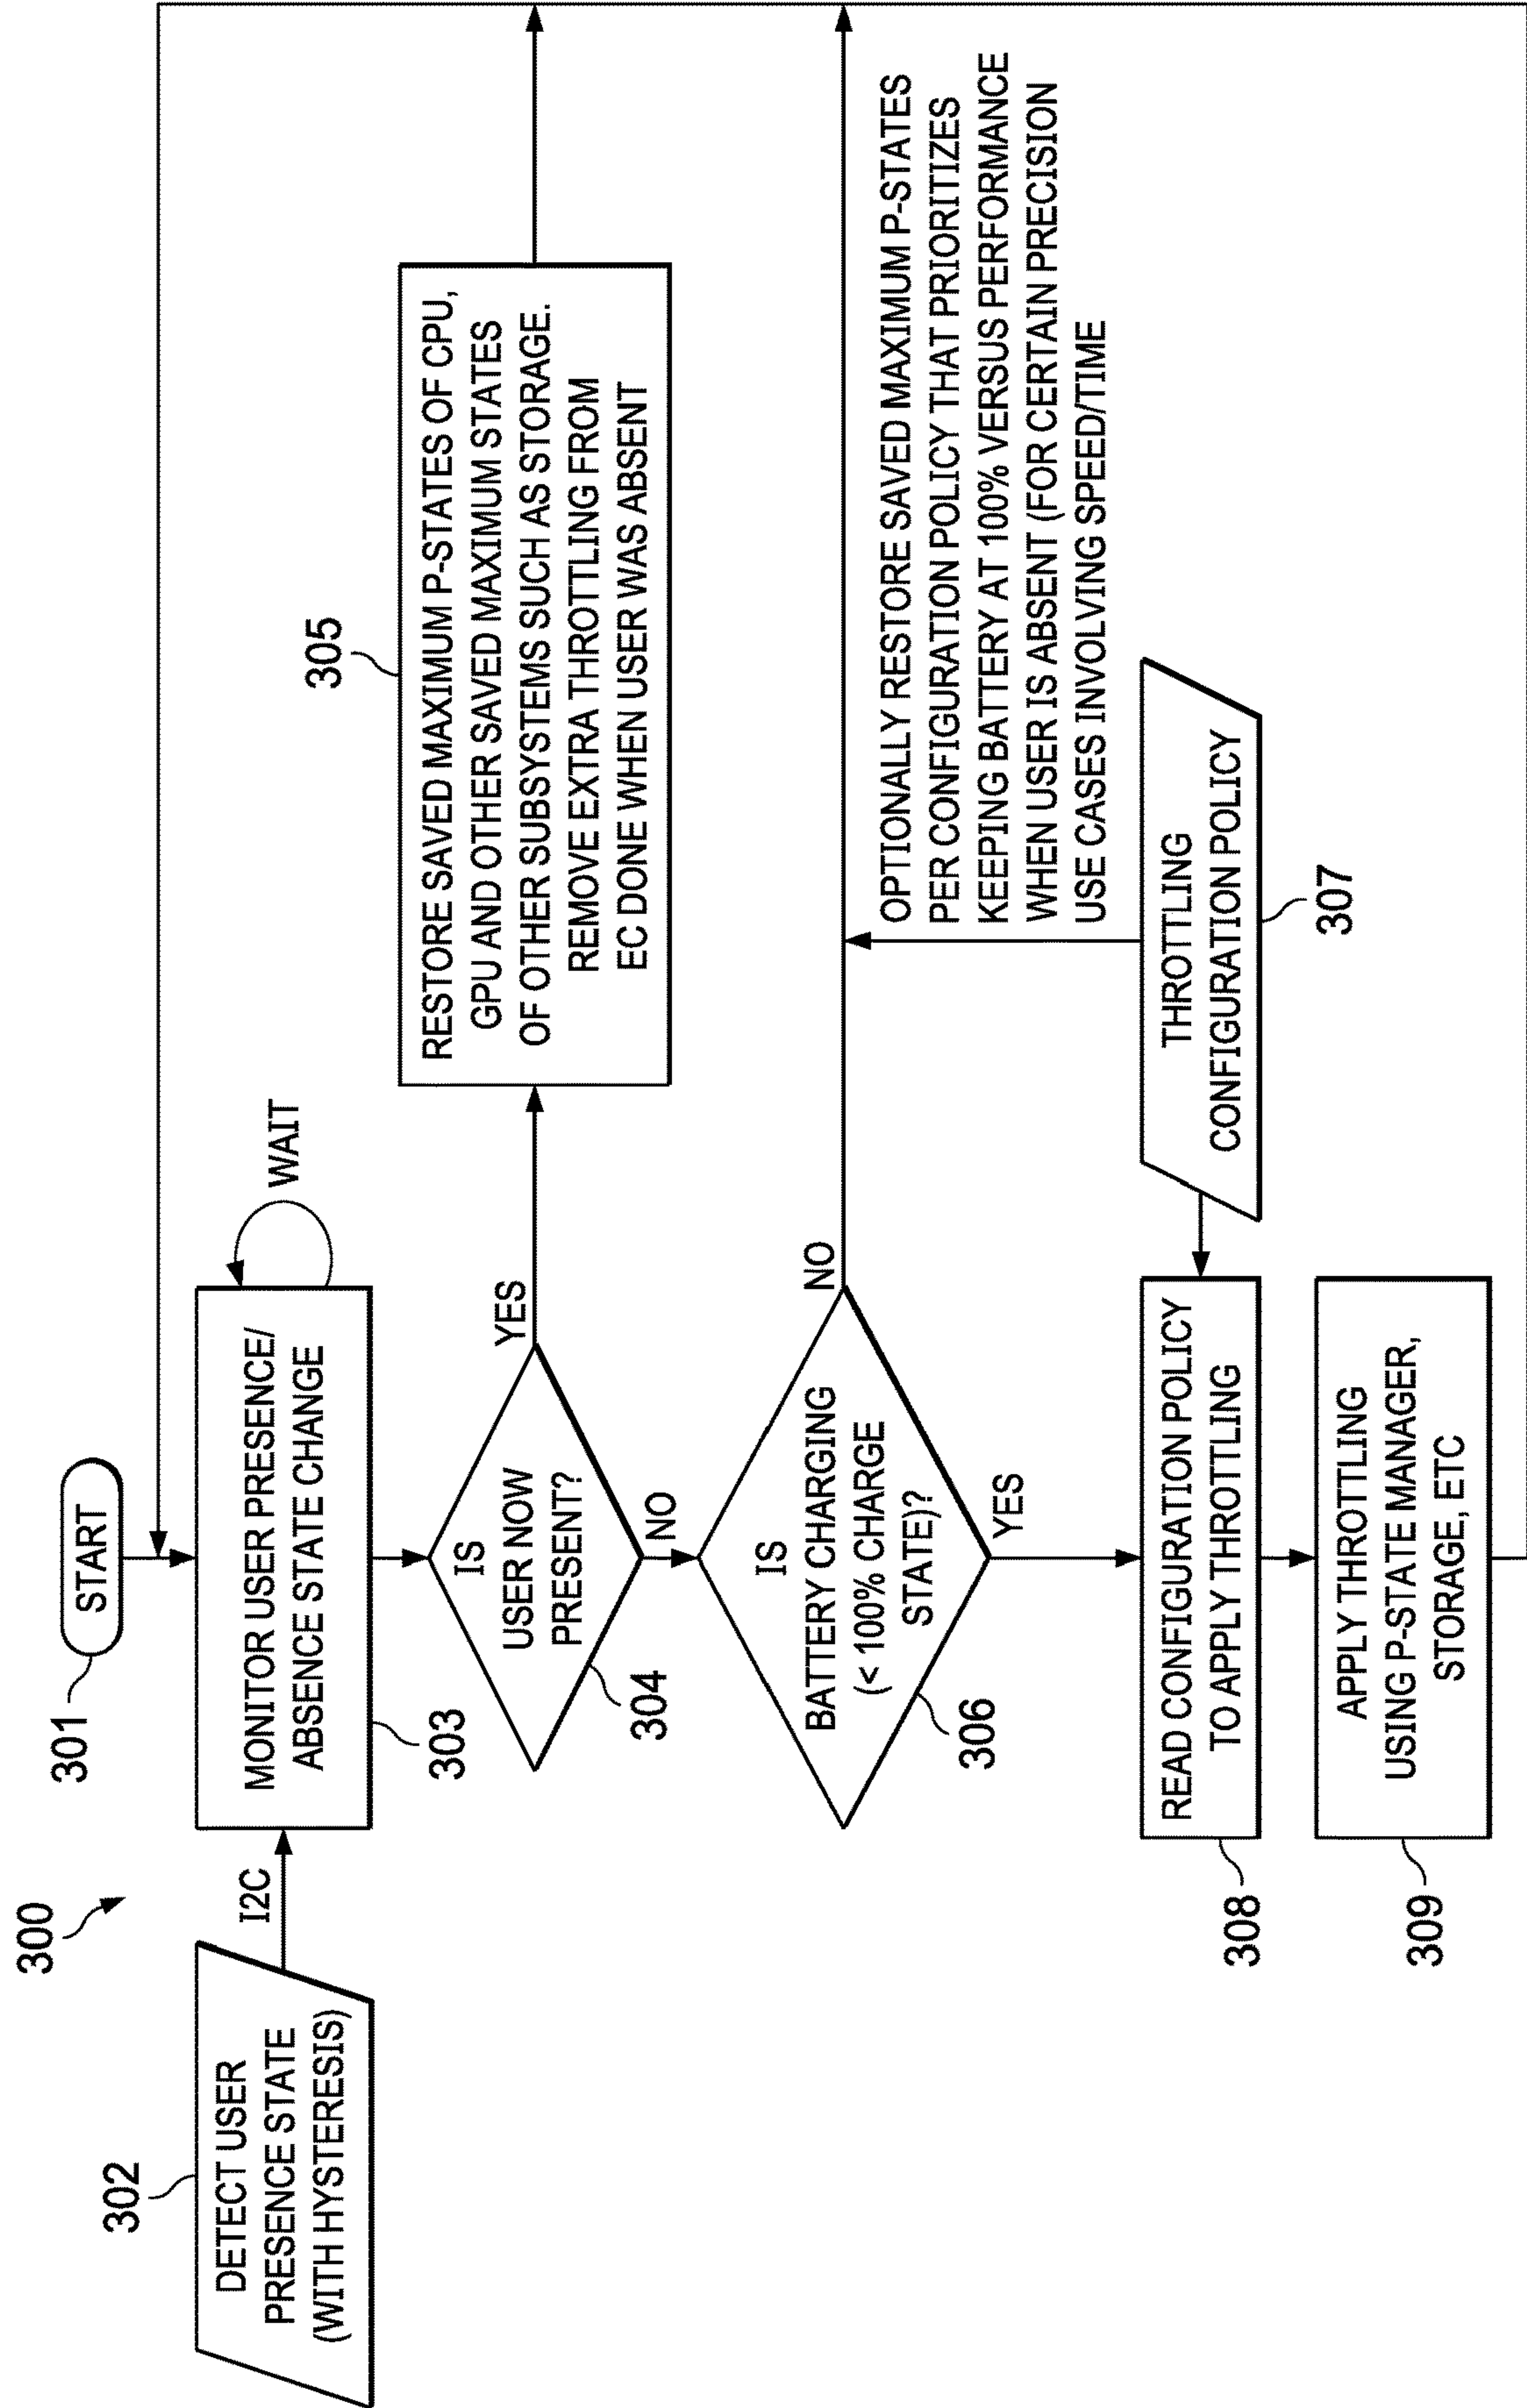 300
301
START
302
DETECT USER
PRESENCE STATE
(WITH HYSTERESIS)
I2C
303
MONITOR USER PRESENCE/
ABSENCE STATE CHANGE
WAIT
304
IS
USER NOW
PRESENT?
YES
NO
305
RESTORE SAVED MAXIMUM P-STATES OF CPU,
GPU AND OTHER SAVED MAXIMUM STATES
OF OTHER SUBSYSTEMS SUCH AS STORAGE.
REMOVE EXTRA THROTTLING FROM
EC DONE WHEN USER WAS ABSENT
306
IS
BATTERY CHARGING
(< 100% CHARGE
STATE)?
NO
YES
OPTIONALLY RESTORE SAVED MAXIMUM P-STATES
PER CONFIGURATION POLICY THAT PRIORITIZES
KEEPING BATTERY AT 100% VERSUS PERFORMANCE
WHEN USER IS ABSENT (FOR CERTAIN PRECISION
USE CASES INVOLVING SPEED/TIME
THROTTLING
CONFIGURATION POLICY
307
308
READ CONFIGURATION POLICY
TO APPLY THROTTLING
309
APPLY THROTTLING
USING P-STATE MANAGER,
STORAGE, ETC